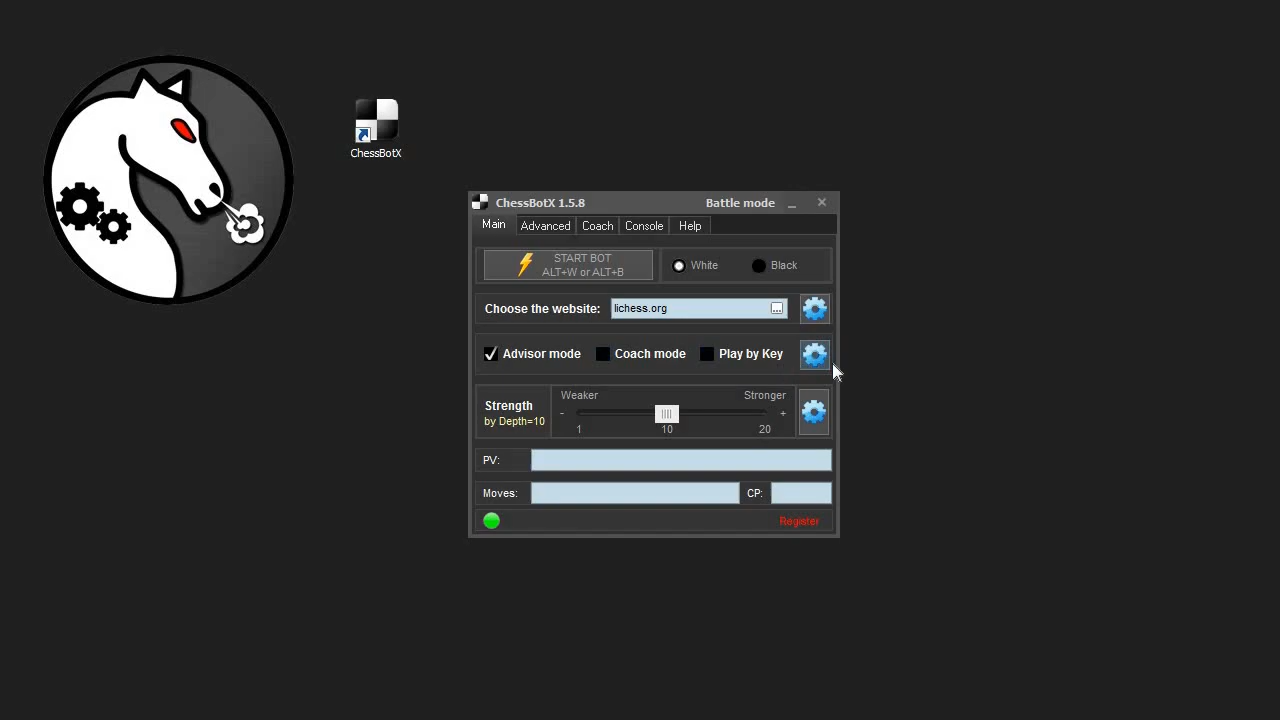 ChessBotX
ChessBotX 1.5.8 Battle mode
Main Advanced Coach Console Help
START BOT
ALT+W or ALT+B
White Black
Choose the website: lichess.org ...
Advisor mode Coach mode Play by Key
Strength
by Depth=10
Weaker Stronger
- +
1 10 20
PV:
Moves: CP:
Register